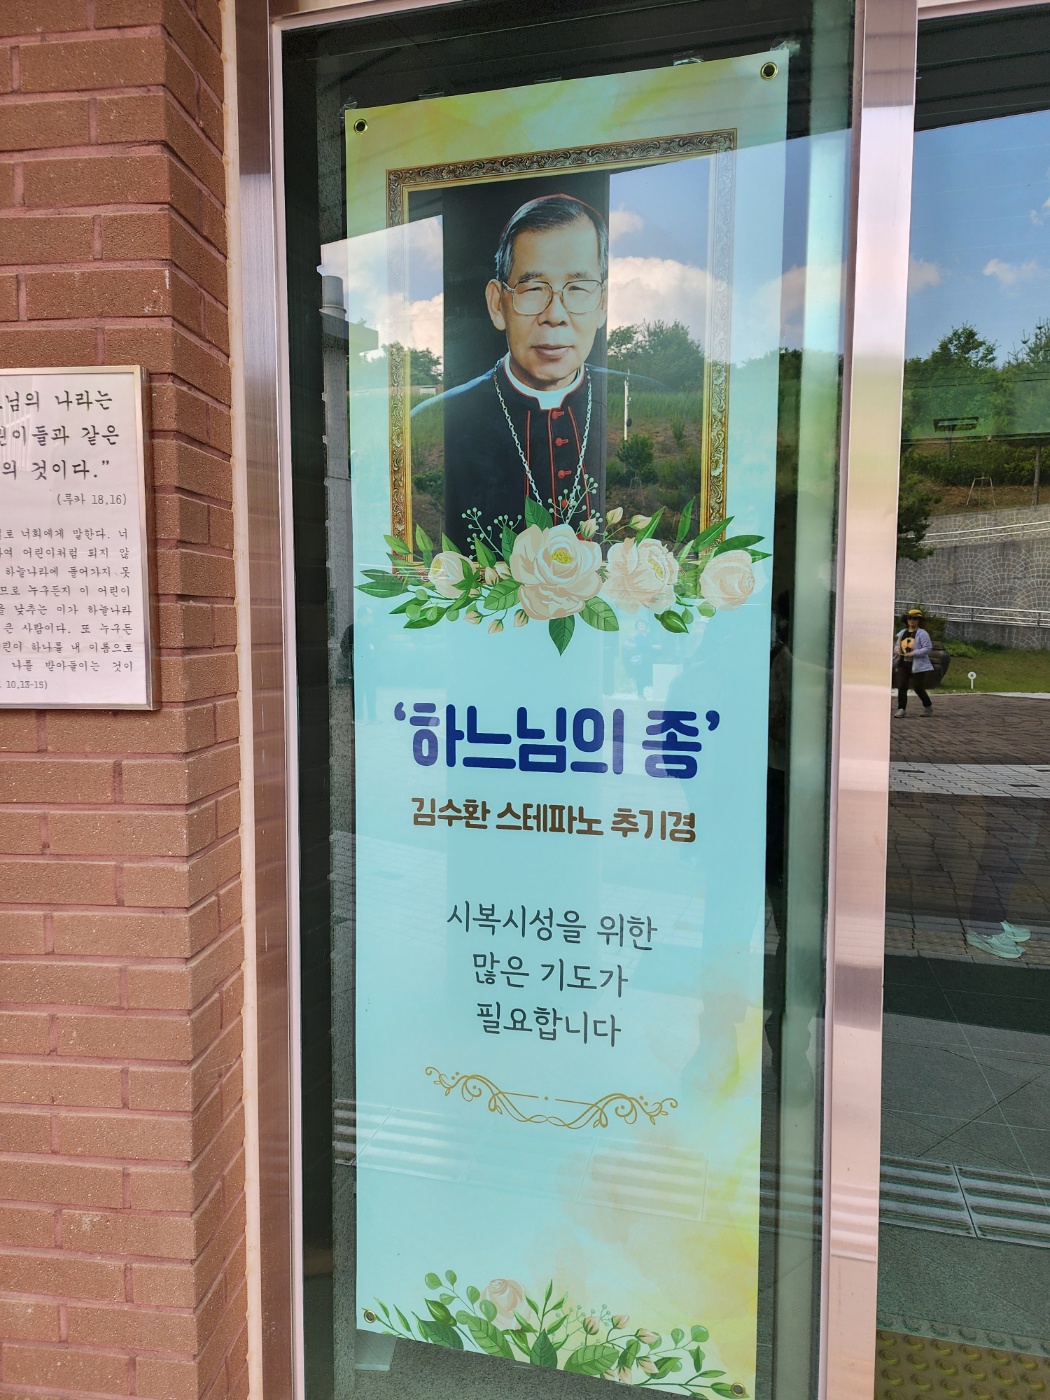 님의 나라는
린이들과 같은
의 것이다."
(루카 18,16)
로 너희에게 말한다. 너
여 어린이처럼 되지 않
하늘나라에 들어가지 못
므로 누구든지 이 어린이
을 낮추는 이가 하늘나라
큰 사람이다. 또 누구든
린이 하나를 내 이름으로
나를 받아들이는 것이
10,13-15)
'하느님의 종'
김수환 스테파노 추기경
시복시성을 위한
많은 기도가
필요합니다